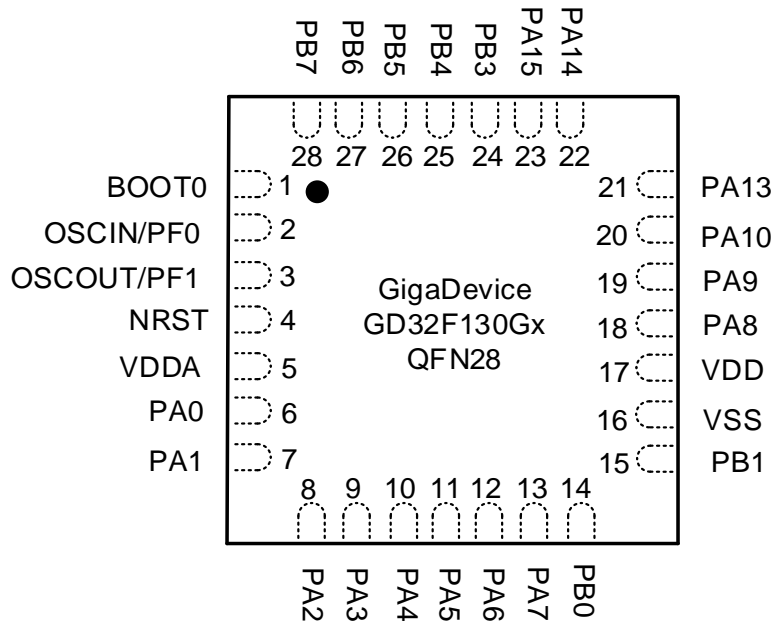 PB7
PB6
PB5
PB4
PB3
PA15
PA14
28
27
26
25
24
23
22
BOOT0
1
OSCIN/PF0
2
OSCOUT/PF1
3
NRST
4
VDDA
5
PA0
6
PA1
7
GigaDevice
GD32F130Gx
QFN28
21
PA13
20
PA10
19
PA9
18
PA8
17
VDD
16
VSS
15
PB1
8
9
10
11
12
13
14
PA2
PA3
PA4
PA5
PA6
PA7
PB0